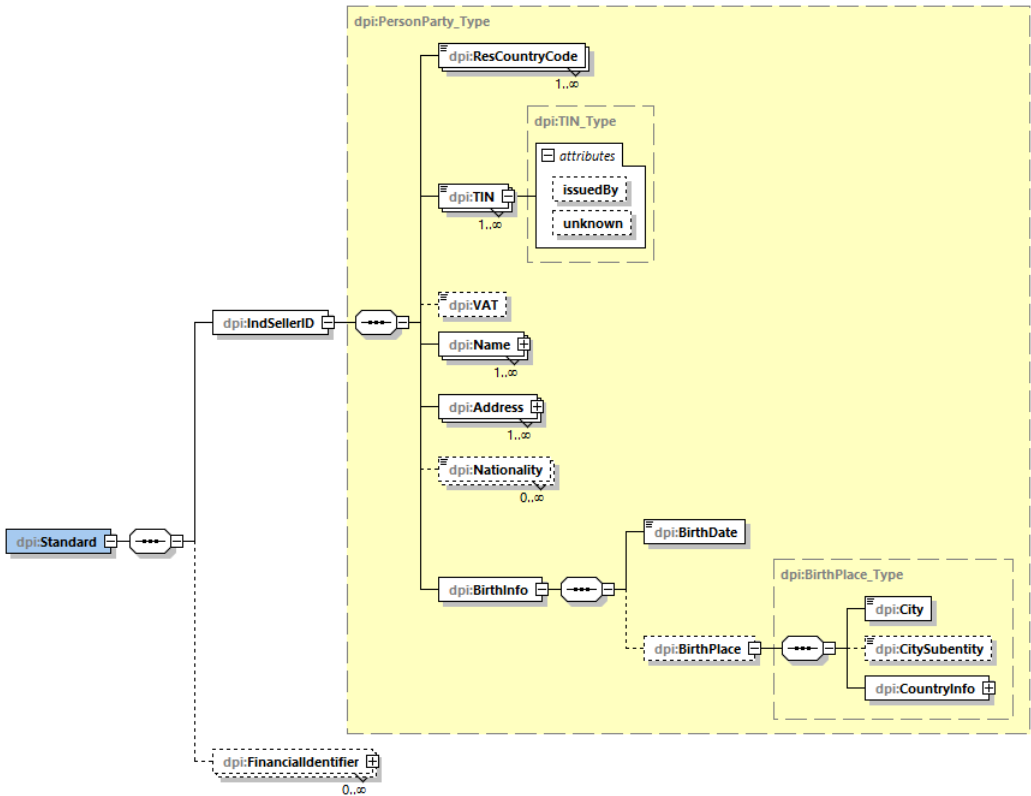 dpi:PersonParty_Type
dpi:ResCountryCode
1..∞
dpi:TIN_Type
attributes
dpi:TIN
issuedBy
1..∞
unknown
dpi:VAT
dpi:IndSellerID
dpi:Name
1..∞
dpi:Address
1..∞
dpi:Nationality
0..∞
dpi:Standard
dpi:BirthDate
dpi:BirthPlace_Type
dpi:BirthInfo
dpi:City
dpi:BirthPlace
dpi:CitySubentity
dpi:CountryInfo
dpi:FinancialIdentifier
0..∞